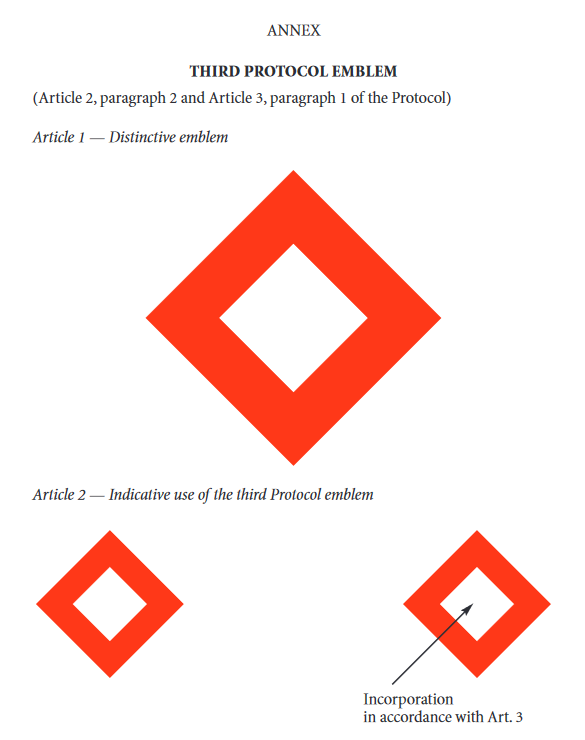 ANNEX
THIRD PROTOCOL EMBLEM
(Article 2, paragraph 2 and Article 3, paragraph 1 of the Protocol)
Article 1 — Distinctive emblem
Article 2 — Indicative use of the third Protocol emblem
Incorporation
in accordance with Art. 3